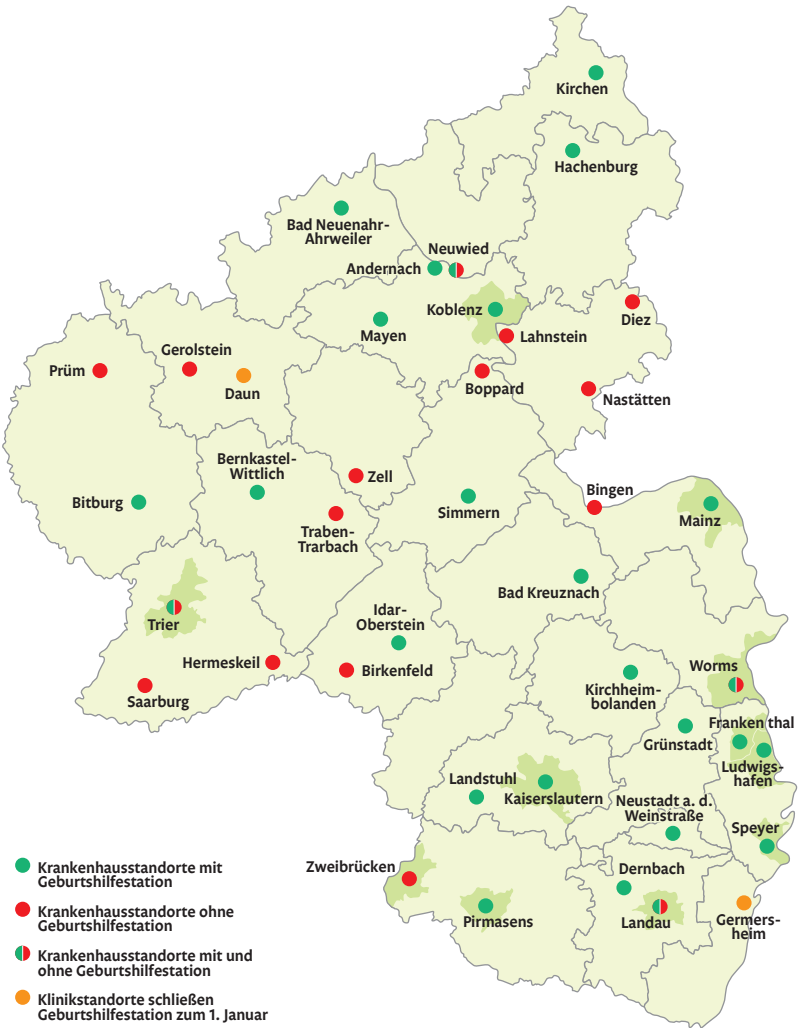 Kirchen
Hachenburg
Bad Neuenahr-
Ahrweiler
Neuwied
Andernach
Koblenz
Diez
Mayen
Lahnstein
Gerolstein
Prüm
Daun
Boppard
Nastätten
Bernkastel-
Wittlich
Zell
Bingen
Bitburg
Simmern
Mainz
Traben-
Trarbach
Bad Kreuznach
Idar-
Oberstein
Trier
Hermeskeil
Birkenfeld
Worms
Saarburg
Kirchheim-
bolanden
Franken thal
Grünstadt
Ludwigs-
hafen
Landstuhl
Kaiserslautern
Neustadt a. d.
Weinstraße
Speyer
Zweibrücken
Dernbach
Pirmasens
Landau
Germers-
heim
Krankenhausstandorte mit
Geburtshilfestation
Krankenhausstandorte ohne
Geburtshilfestation
Krankenhausstandorte mit und
ohne Geburtshilfestation
Klinikstandorte schließen
Geburtshilfestation zum 1. Januar